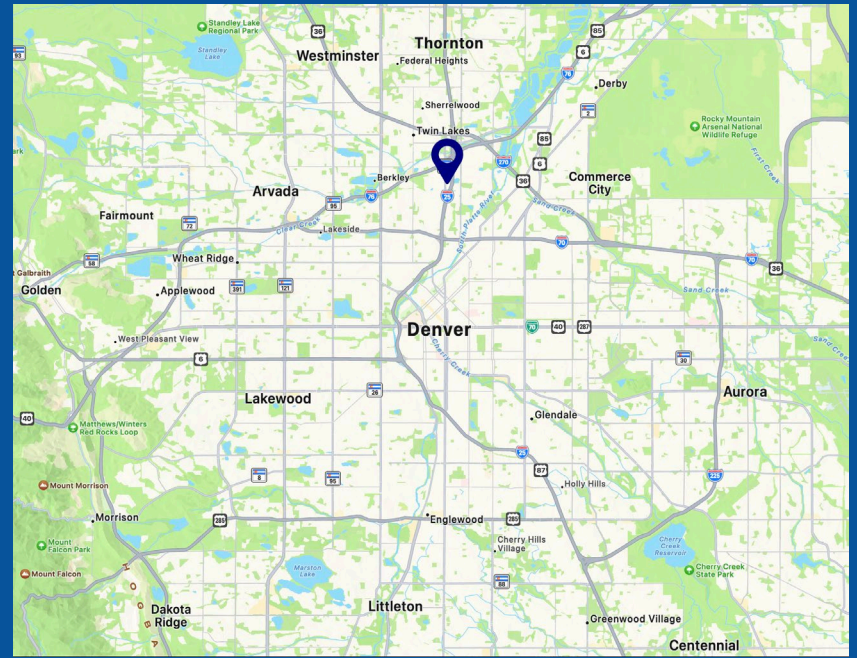 Standley Lake
Regional Park
36
85
Thornton
93
Standley
Lake
Westminster
6
Federal Heights
76
Derby
Sherrelwood
2
Rocky Mountain
Arsenal National
Wildlife Refuge
Twin Lakes
85
ark
270
6
First Creek
Berkley
36
Commerce
City
Arvada
76
25
95
Sand Creek
Fairmount
72
Clear Creek
Lakeside
South Platte River
70
58
Wheat Ridge
70
36
t Galbraith
Golden
Applewood
391
121
Sand Creek
Denver
70
40
287
West Pleasant View
Sand Cree
6
Cherry Creek
30
Lakewood
26
Aurora
40
Matthews/Winters
Red Rocks Loop
Glendale
25
87
8
95
225
Mount Morrison
Holly Hills
Morrison
285
Englewood
285
Mount
Falcon Park
Cherry Hills
Village
Cherry
Creek
Reservoir
Mount Falcon
Marston
Lake
88
Cherry Creek
State Park
H O G B A
Dakota
Ridge
Littleton
Greenwood Village
Centennial